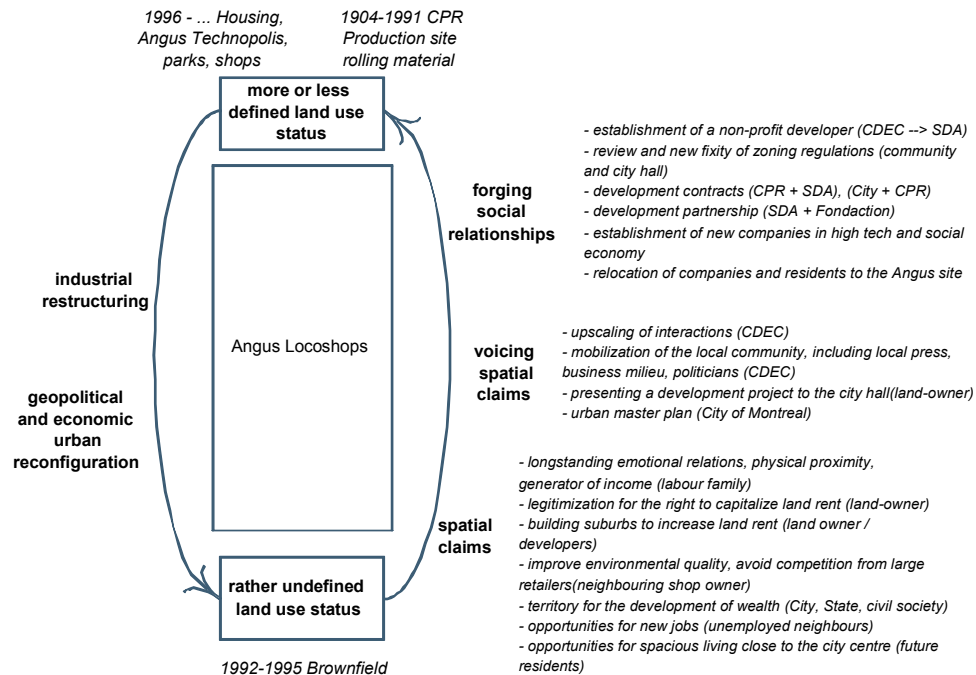 1996 - ... Housing,
Angus Technopolis,
parks, shops
1904-1991 CPR
Production site
rolling material
more or less
defined land use
status
industrial
restructuring
geopolitical
and economic
urban
reconfiguration
Angus Locoshops
forging
social
relationships
- establishment of a non-profit developer (CDEC --> SDA)
- review and new fixity of zoning regulations (community
and city hall)
- development contracts (CPR + SDA), (City + CPR)
- development partnership (SDA + Fondaction)
- establishment of new companies in high tech and social
economy
- relocation of companies and residents to the Angus site
voicing
spatial
claims
- upscaling of interactions (CDEC)
- mobilization of the local community, including local press,
business milieu, politicians (CDEC)
- presenting a development project to the city hall(land-owner)
- urban master plan (City of Montreal)
spatial
claims
- longstanding emotional relations, physical proximity,
generator of income (labour family)
- legitimization for the right to capitalize land rent (land-owner)
- building suburbs to increase land rent (land owner /
developers)
- improve environmental quality, avoid competition from large
retailers(neighbouring shop owner)
- territory for the development of wealth (City, State, civil society)
- opportunities for new jobs (unemployed neighbours)
- opportunities for spacious living close to the city centre (future
residents)
rather undefined
land use status
1992-1995 Brownfield